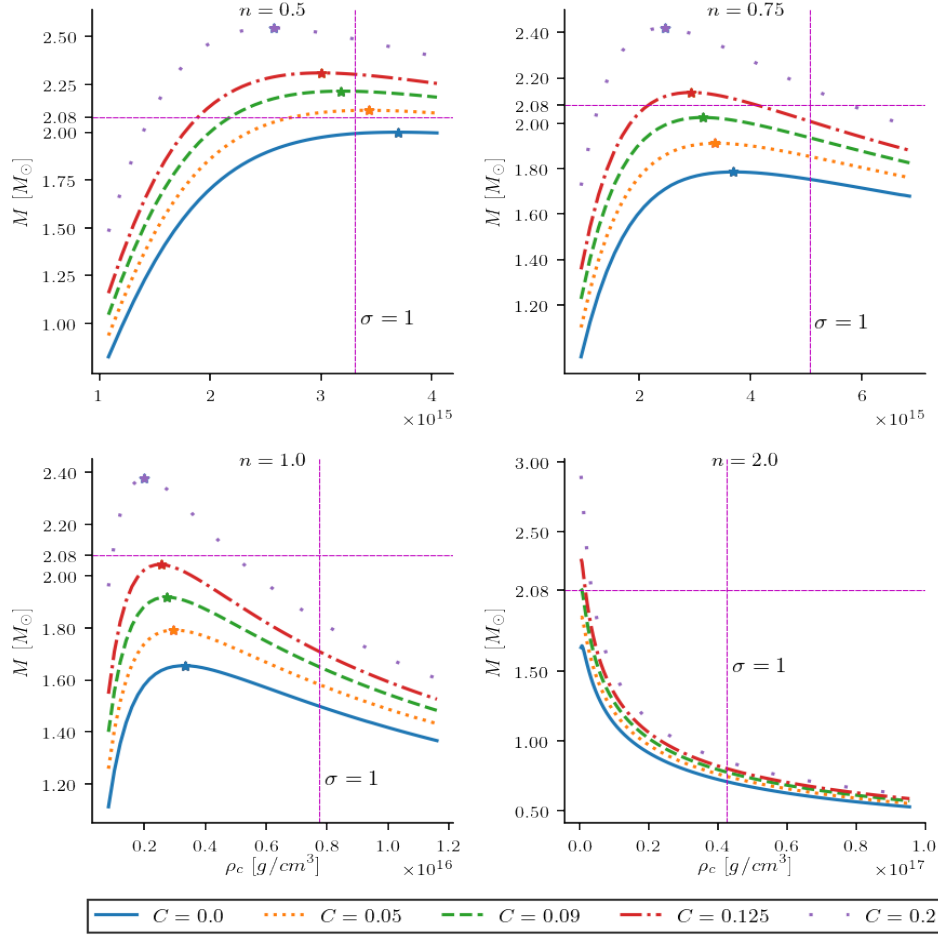 n = 0.5
M [M⊙]
2.50
2.25
2.08
2.00
1.75
1.50
1.25
1.00
σ = 1
1 2 3 4
×10^15
n = 0.75
M [M⊙]
2.40
2.20
2.08
2.00
1.80
1.60
1.40
1.20
σ = 1
2 4 6
×10^15
n = 1.0
M [M⊙]
2.40
2.20
2.08
2.00
1.80
1.60
1.40
1.20
σ = 1
0.2 0.4 0.6 0.8 1.0 1.2
ρ_c [g/cm^3]
×10^16
n = 2.0
M [M⊙]
3.00
2.50
2.08
1.50
1.00
0.50
σ = 1
0.0 0.2 0.4 0.6 0.8 1.0
ρ_c [g/cm^3]
×10^17
C = 0.0 C = 0.05 C = 0.09 C = 0.125 C = 0.2